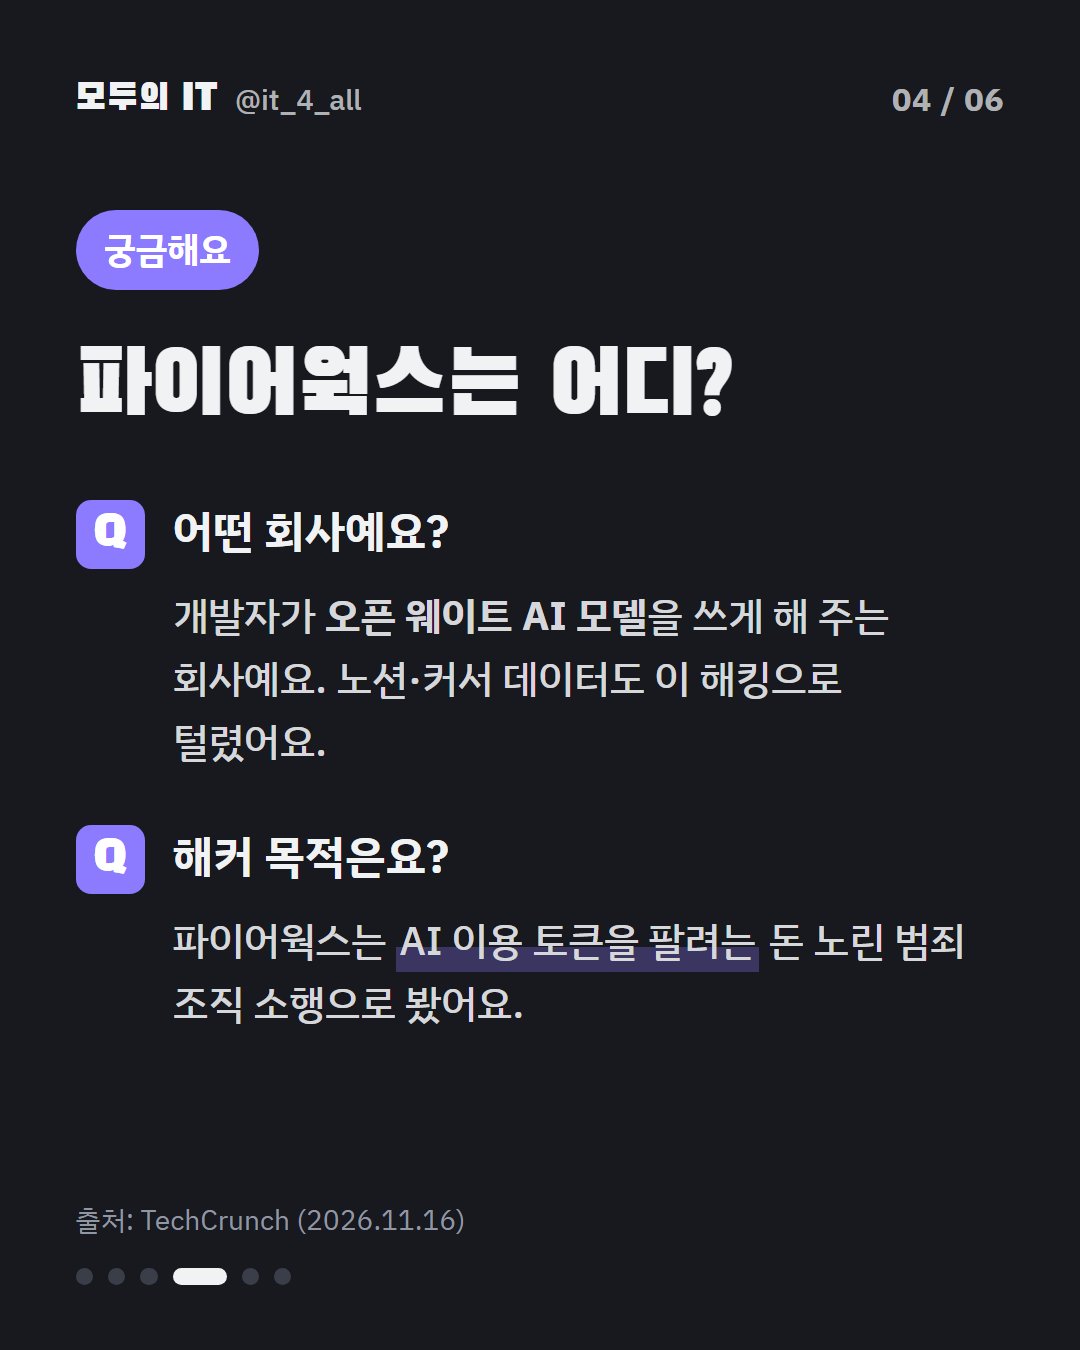 모두의 IT @it_4_all
04 / 06
궁금해요
파이어웍스는 어디?
Q 어떤 회사예요?
개발자가 오픈 웨이트 AI 모델을 쓰게 해 주는
회사예요. 노션·커서 데이터도 이 해킹으로
털렸어요.
Q 해커 목적은요?
파이어웍스는 AI 이용 토큰을 팔려는 돈 노린 범죄
조직 소행으로 봤어요.
출처: TechCrunch (2026.11.16)